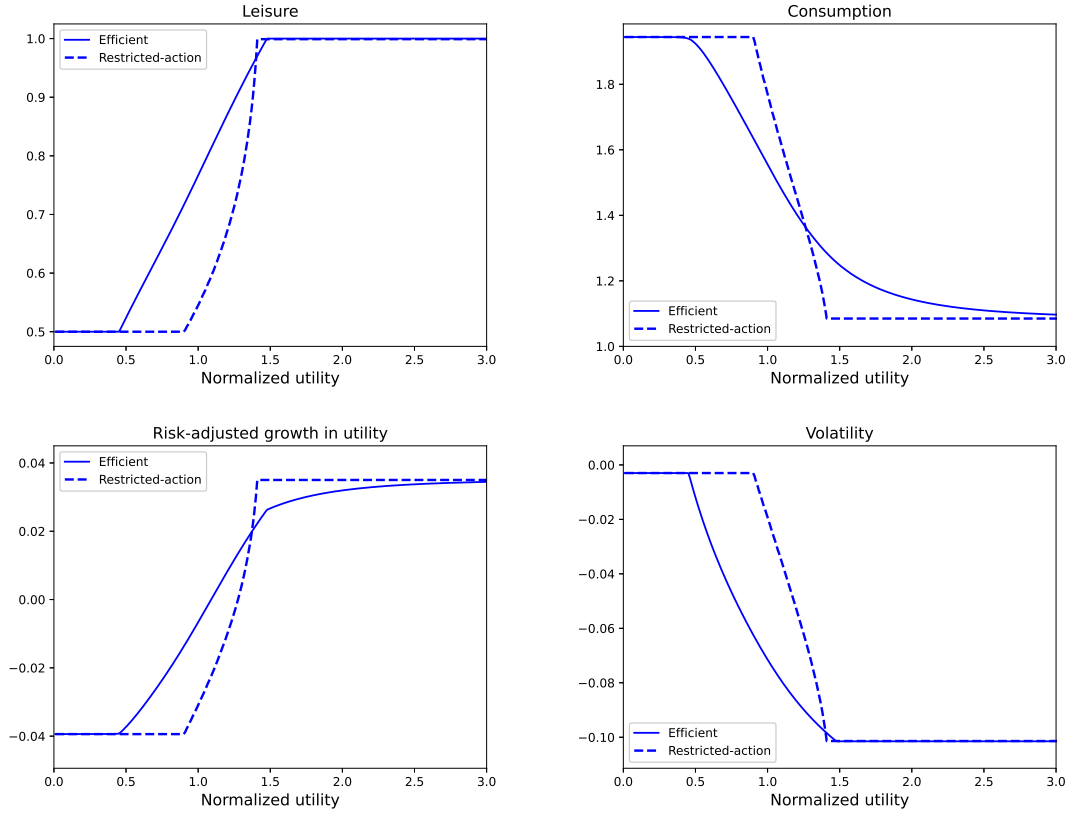 Leisure
Efficient
Restricted-action
1.0
0.9
0.8
0.7
0.6
0.5
0.0 0.5 1.0 1.5 2.0 2.5 3.0
Normalized utility
Consumption
1.8
1.6
1.4
1.2
1.0
Efficient
Restricted-action
0.0 0.5 1.0 1.5 2.0 2.5 3.0
Normalized utility
Risk-adjusted growth in utility
Efficient
Restricted-action
0.04
0.02
0.00
−0.02
−0.04
0.0 0.5 1.0 1.5 2.0 2.5 3.0
Normalized utility
Volatility
0.00
−0.02
−0.04
−0.06
−0.08
−0.10
Efficient
Restricted-action
0.0 0.5 1.0 1.5 2.0 2.5 3.0
Normalized utility